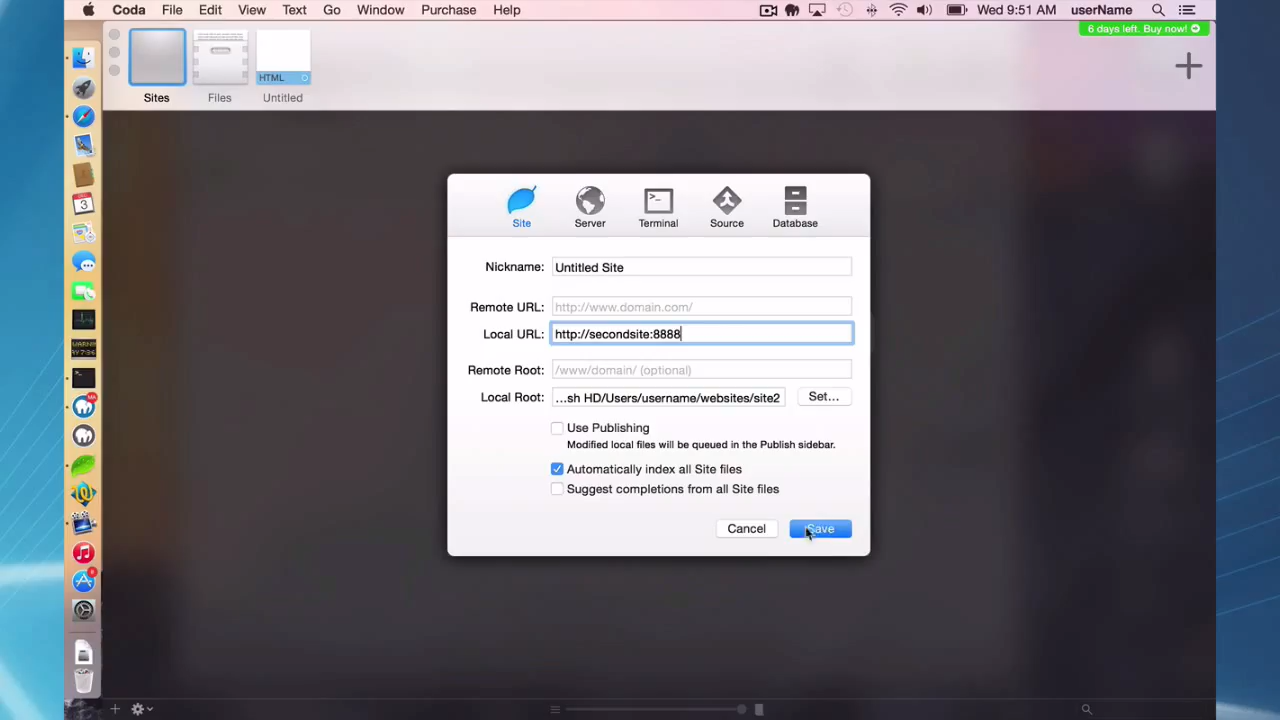 Coda File Edit View Text Go Window Purchase Help Wed 9:51 AM userName
6 days left. Buy now!
HTML
Sites Files Untitled
Site Server Terminal Source Database
Nickname: Untitled Site
Remote URL: http://www.domain.com/
Local URL: http://secondsite:8888
Remote Root: /www/domain/ (optional)
Local Root: ...sh HD/Users/username/websites/site2 Set...
Use Publishing
Modified local files will be queued in the Publish sidebar.
Automatically index all Site files
Suggest completions from all Site files
Cancel Save